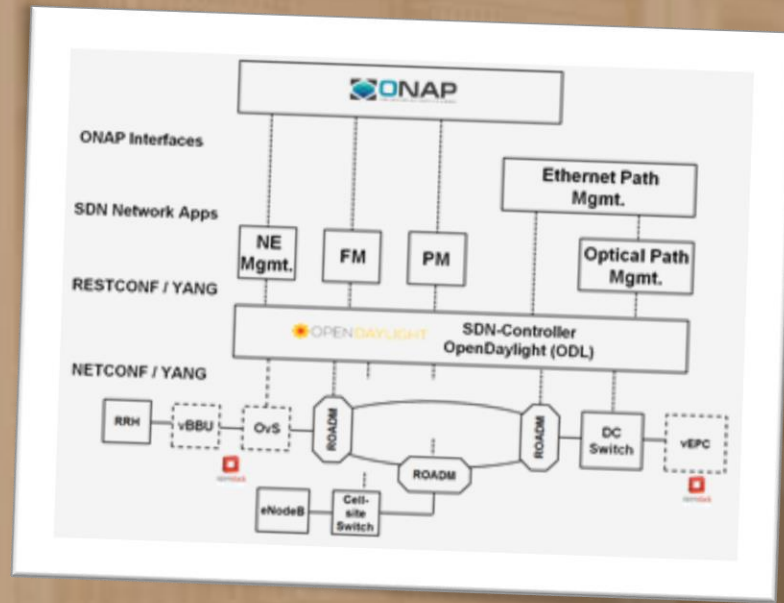 ONAP
ONAP Interfaces
Ethernet Path
Mgmt.
SDN Network Apps
NE
Mgmt.
FM
PM
Optical Path
Mgmt.
RESTCONF / YANG
OPENDAYLIGHT
SDN-Controller
OpenDaylight (ODL)
NETCONF / YANG
RRH
vBBU
OvS
ROADM
ROADM
DC
Switch
vEPC
ROADM
eNodeB
Cell-
site
Switch